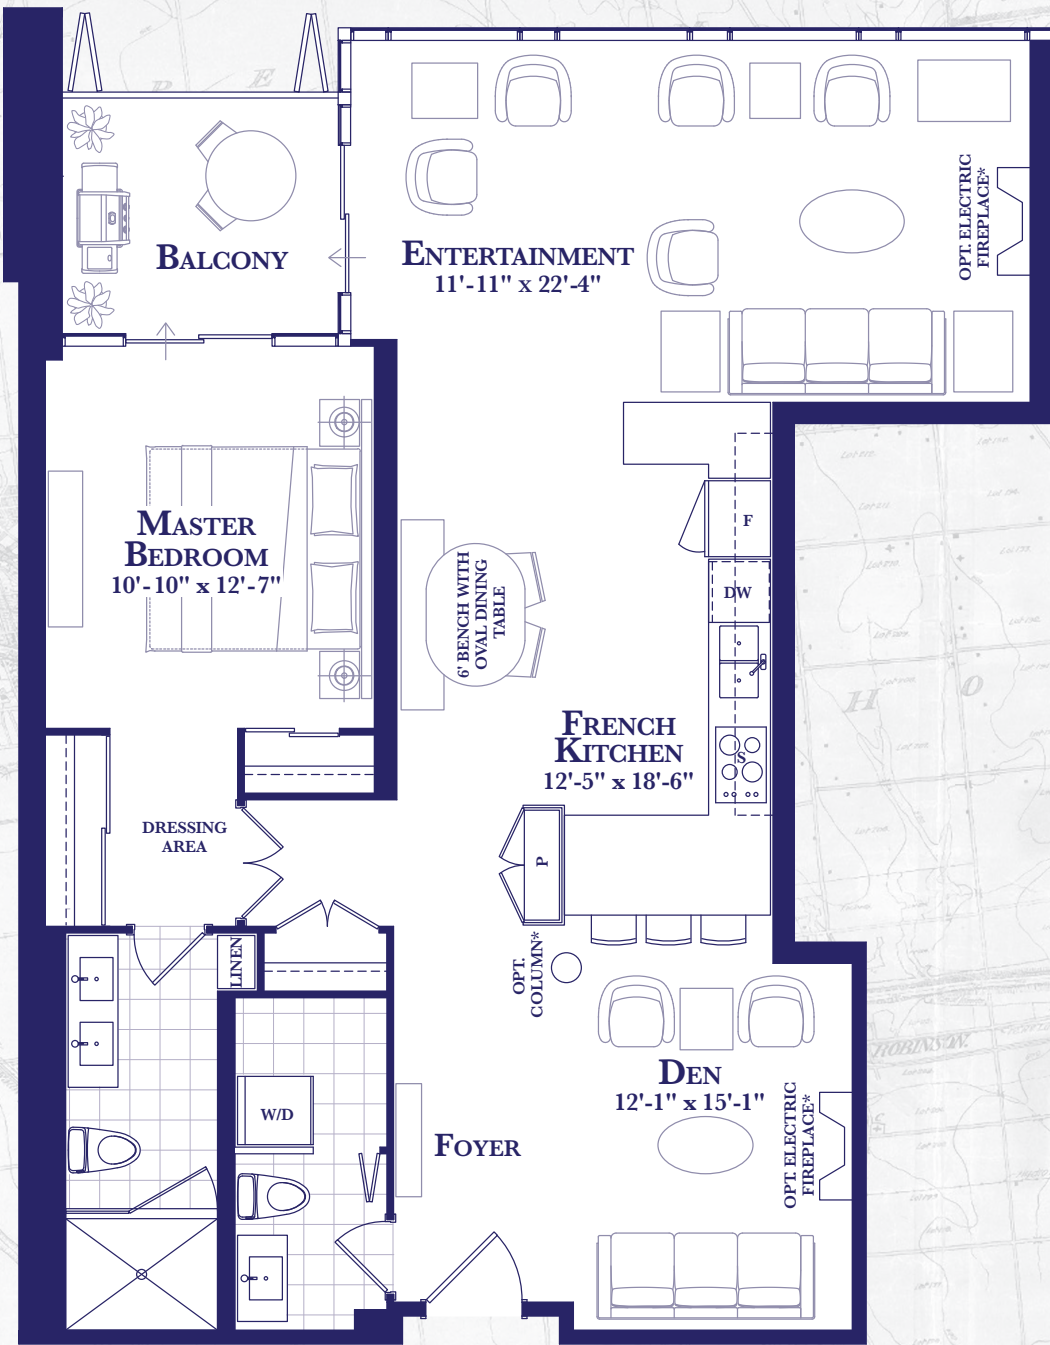 BALCONY
ENTERTAINMENT
11'-11" x 22'-4"
OPT. ELECTRIC
FIREPLACE*
MASTER
BEDROOM
10'-10" x 12'-7"
F
DW
6' BENCH WITH
OVAL DINING
TABLE
FRENCH
KITCHEN
12'-5" x 18'-6"
S
DRESSING
AREA
P
LINEN
OPT.
COLUMN*
DEN
12'-1" x 15'-1"
W/D
FOYER
OPT. ELECTRIC
FIREPLACE*
ROBINSON.
H O